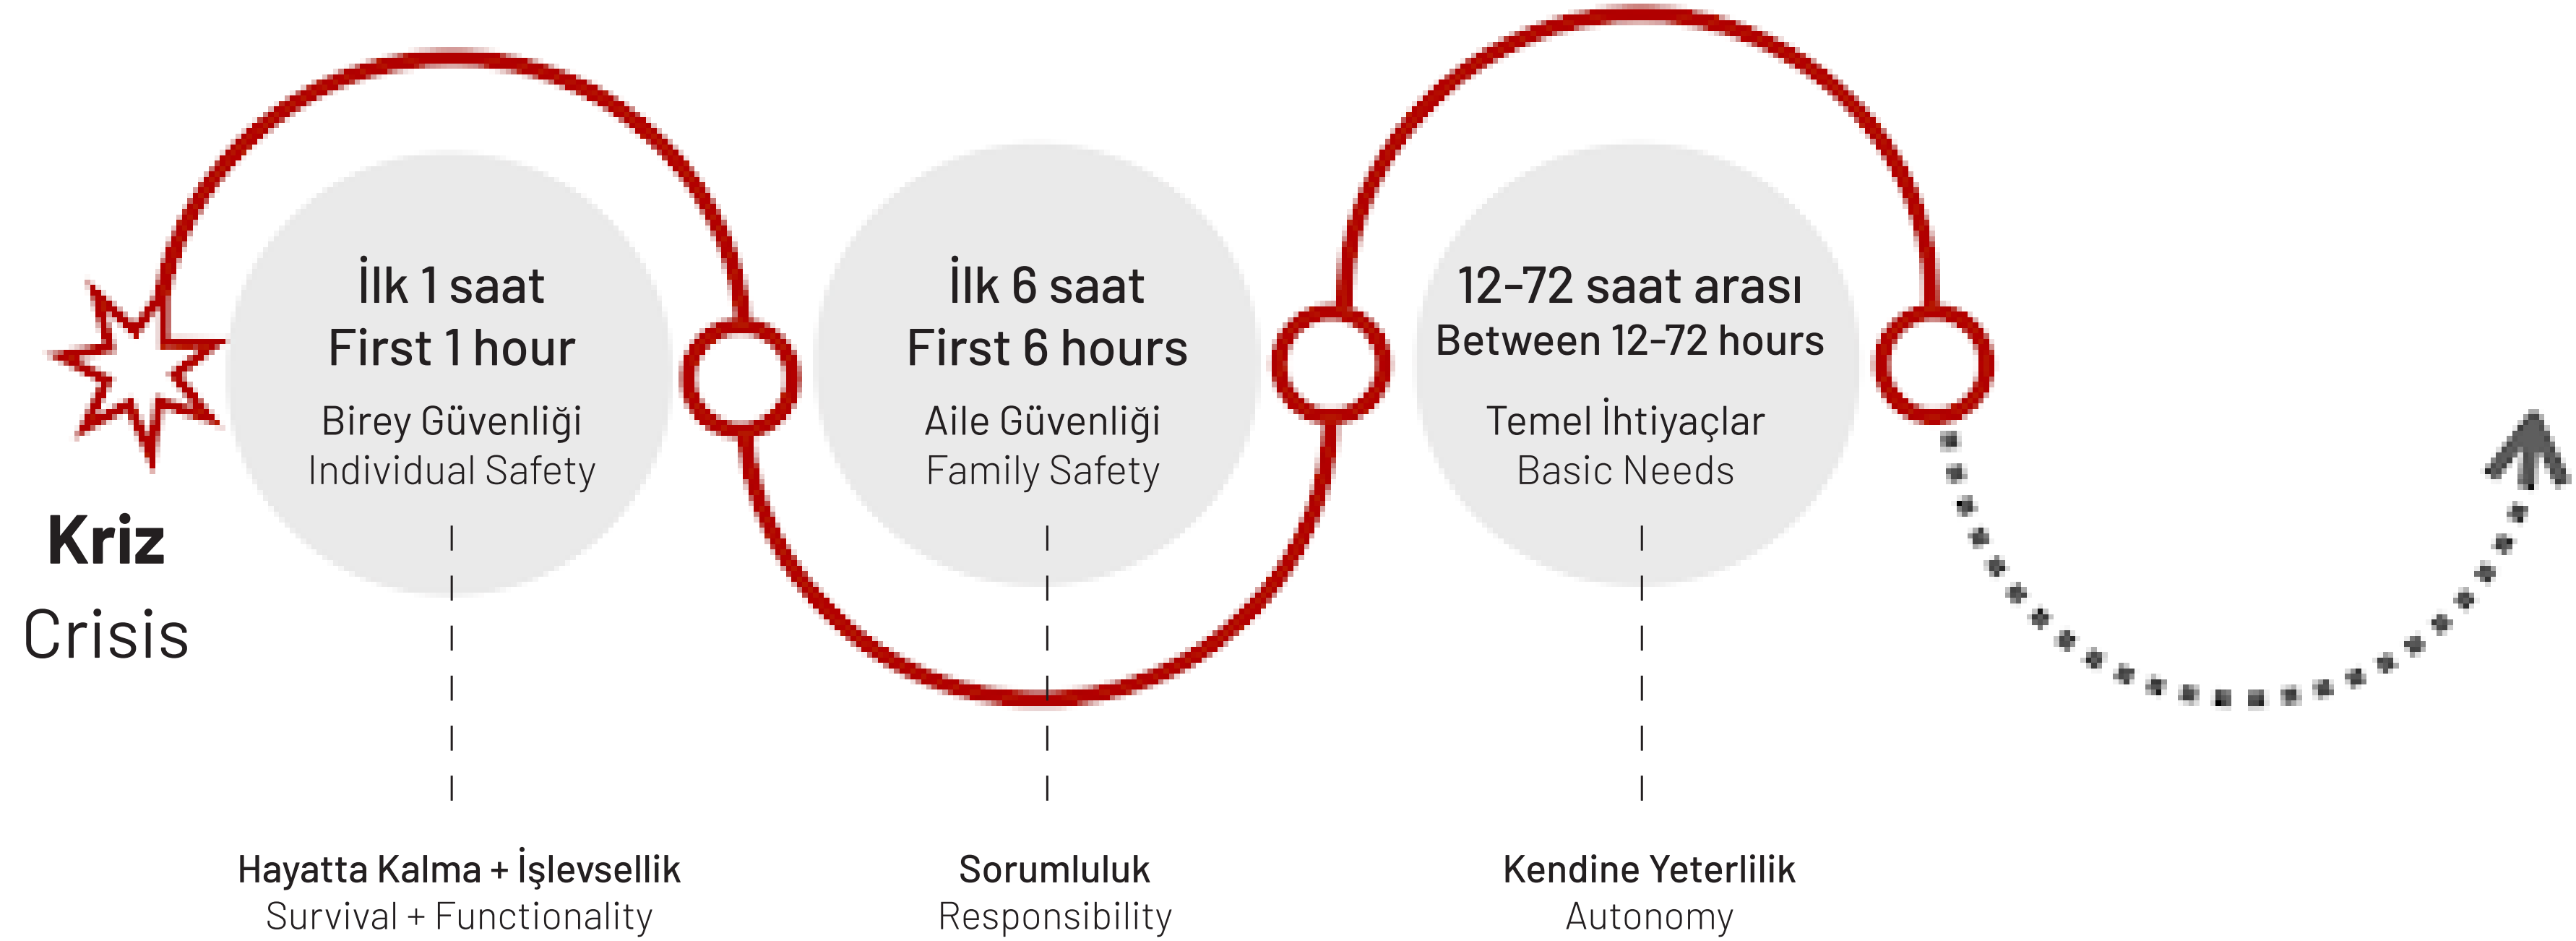 Kriz
Crisis
İlk 1 saat
First 1 hour
Birey Güvenliği
Individual Safety
Hayatta Kalma + İşlevsellik
Survival + Functionality
İlk 6 saat
First 6 hours
Aile Güvenliği
Family Safety
Sorumluluk
Responsibility
12-72 saat arası
Between 12-72 hours
Temel İhtiyaçlar
Basic Needs
Kendine Yeterlilik
Autonomy